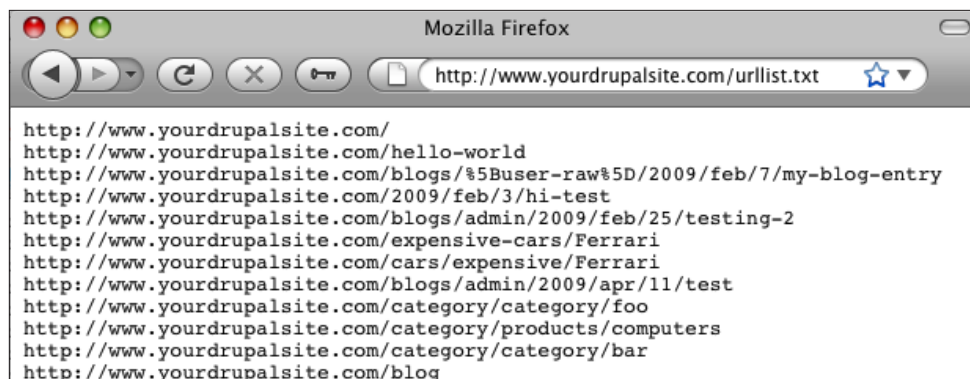 Mozilla Firefox
http://www.yourdrupalsite.com/urllist.txt
http://www.yourdrupalsite.com/
http://www.yourdrupalsite.com/hello-world
http://www.yourdrupalsite.com/blogs/%5Buser-raw%5D/2009/feb/7/my-blog-entry
http://www.yourdrupalsite.com/2009/feb/3/hi-test
http://www.yourdrupalsite.com/blogs/admin/2009/feb/25/testing-2
http://www.yourdrupalsite.com/expensive-cars/Ferrari
http://www.yourdrupalsite.com/cars/expensive/Ferrari
http://www.yourdrupalsite.com/blogs/admin/2009/apr/11/test
http://www.yourdrupalsite.com/category/category/foo
http://www.yourdrupalsite.com/category/products/computers
http://www.yourdrupalsite.com/category/category/bar
http://www.yourdrupalsite.com/blog